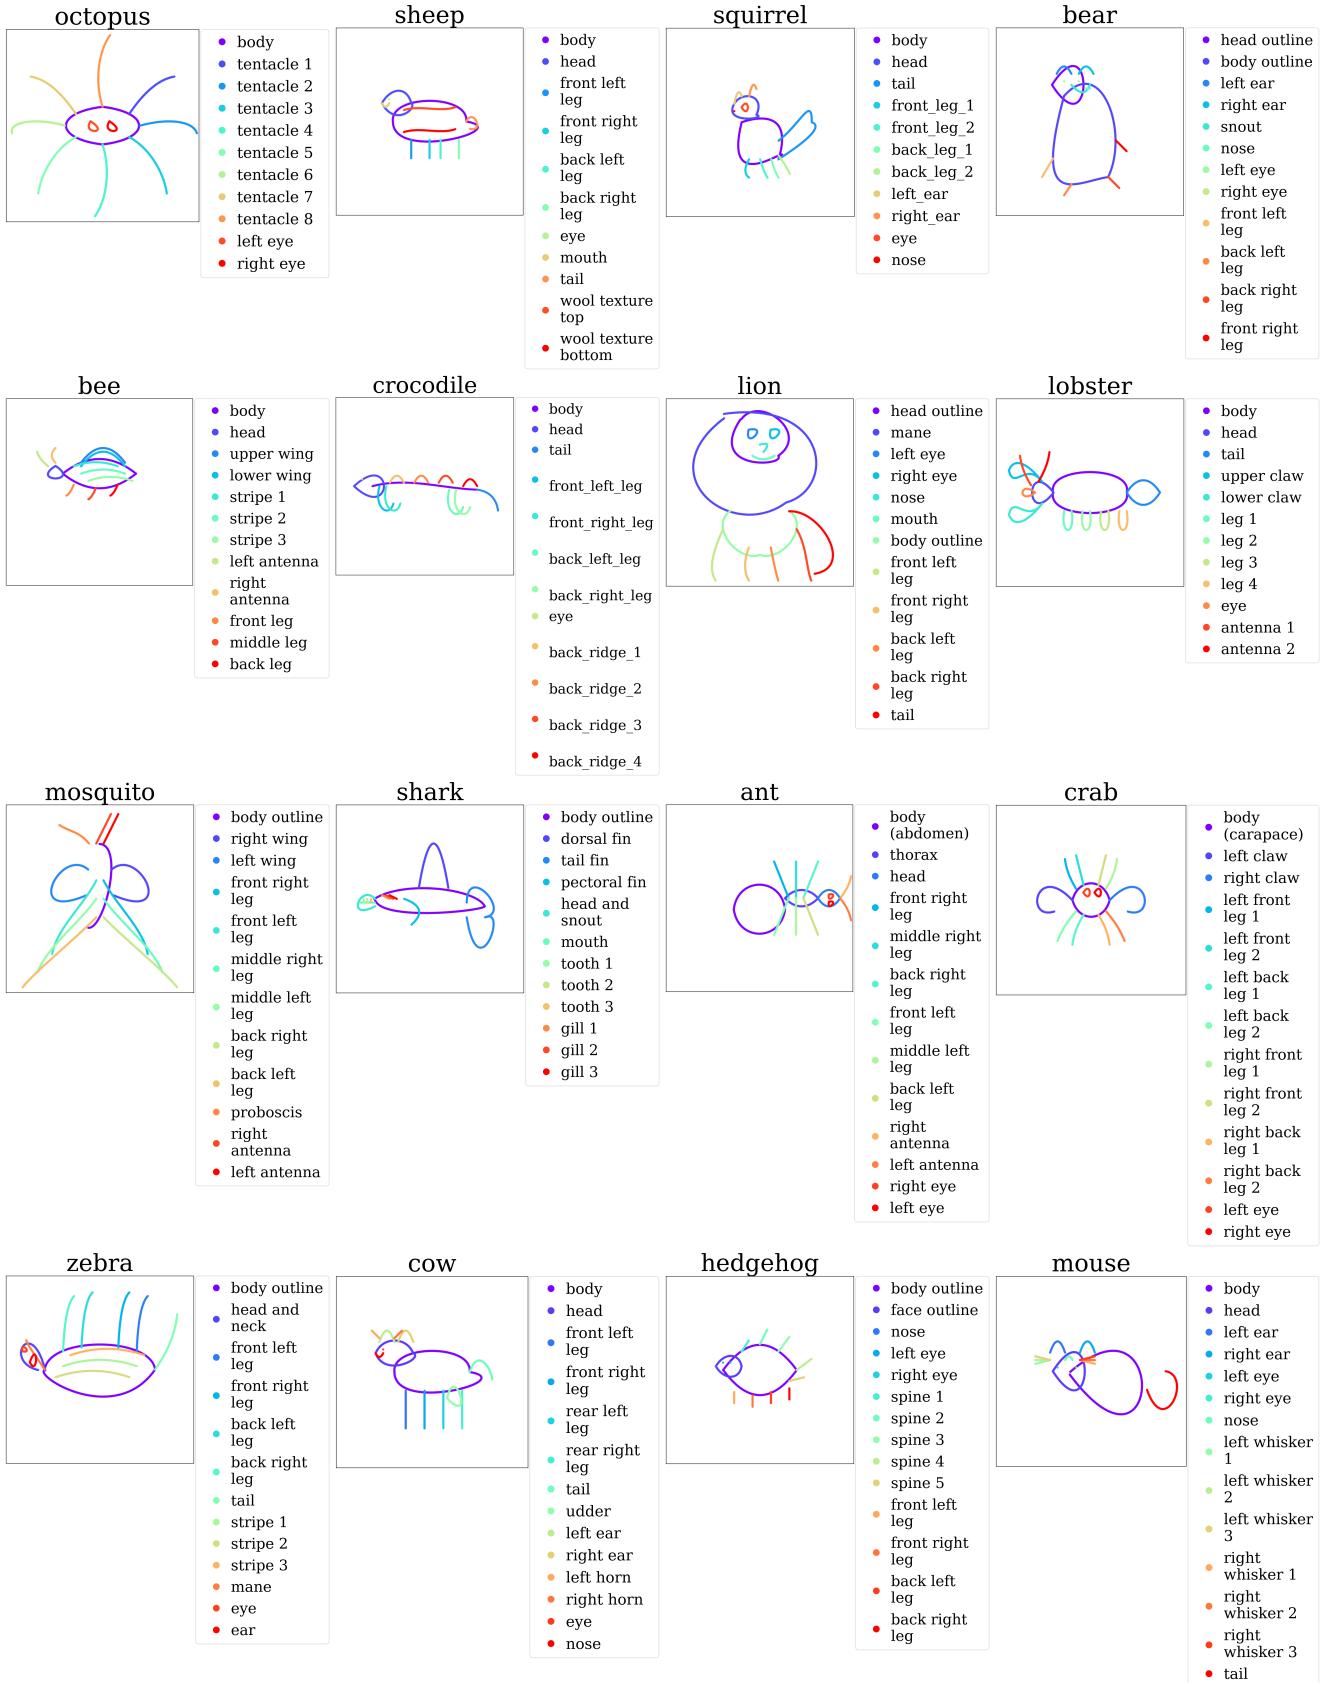 octopus
body
tentacle 1
tentacle 2
tentacle 3
tentacle 4
tentacle 5
tentacle 6
tentacle 7
tentacle 8
left eye
right eye
sheep
body
head
front left
leg
front right
leg
back left
leg
back right
leg
eye
mouth
tail
wool texture
top
wool texture
bottom
squirrel
body
head
tail
front_leg_1
front_leg_2
back_leg_1
back_leg_2
left_ear
right_ear
eye
nose
bear
head outline
body outline
left ear
right ear
snout
nose
left eye
right eye
front left
leg
back left
leg
back right
leg
front right
leg
bee
body
head
upper wing
lower wing
stripe 1
stripe 2
stripe 3
left antenna
right
antenna
front leg
middle leg
back leg
crocodile
body
head
tail
front_left_leg
front_right_leg
back_left_leg
back_right_leg
eye
back_ridge_1
back_ridge_2
back_ridge_3
back_ridge_4
lion
head outline
mane
left eye
right eye
nose
mouth
body outline
front left
leg
front right
leg
back left
leg
back right
leg
tail
lobster
body
head
tail
upper claw
lower claw
leg 1
leg 2
leg 3
leg 4
eye
antenna 1
antenna 2
mosquito
body outline
right wing
left wing
front right
leg
front left
leg
middle right
leg
middle left
leg
back right
leg
back left
leg
proboscis
right
antenna
left antenna
shark
body outline
dorsal fin
tail fin
pectoral fin
head and
snout
mouth
tooth 1
tooth 2
tooth 3
gill 1
gill 2
gill 3
ant
body
(abdomen)
thorax
head
front right
leg
middle right
leg
back right
leg
front left
leg
middle left
leg
back left
leg
right
antenna
left antenna
right eye
left eye
crab
body
(carapace)
left claw
right claw
left front
leg 1
left front
leg 2
left back
leg 1
left back
leg 2
right front
leg 1
right front
leg 2
right back
leg 1
right back
leg 2
left eye
right eye
zebra
body outline
head and
neck
front left
leg
front right
leg
back left
leg
back right
leg
tail
stripe 1
stripe 2
stripe 3
mane
eye
ear
cow
body
head
front left
leg
front right
leg
rear left
leg
rear right
leg
tail
udder
left ear
right ear
left horn
right horn
eye
nose
hedgehog
body outline
face outline
nose
left eye
right eye
spine 1
spine 2
spine 3
spine 4
spine 5
front left
leg
front right
leg
back left
leg
back right
leg
mouse
body
head
left ear
right ear
left eye
right eye
nose
left whisker
1
left whisker
2
left whisker
3
right
whisker 1
right
whisker 2
right
whisker 3
tail